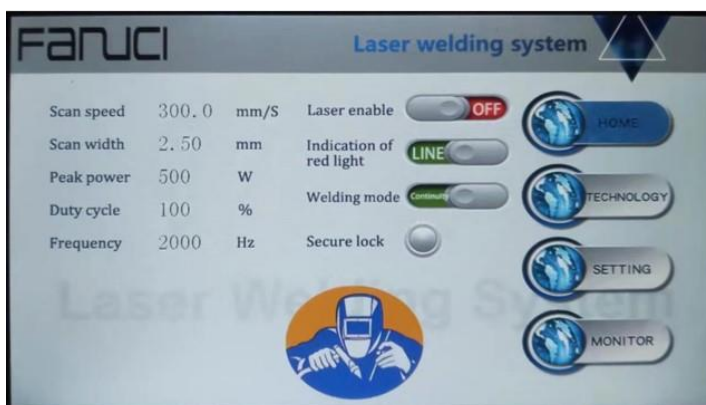 Fanuci
Laser welding system
Scan speed 300.0 mm/S
Scan width 2.50 mm
Peak power 500 W
Duty cycle 100 %
Frequency 2000 Hz
Laser enable OFF
Indication of
red light LINE
Welding mode Continuity
Secure lock
HOME
TECHNOLOGY
SETTING
MONITOR
Laser Welding System